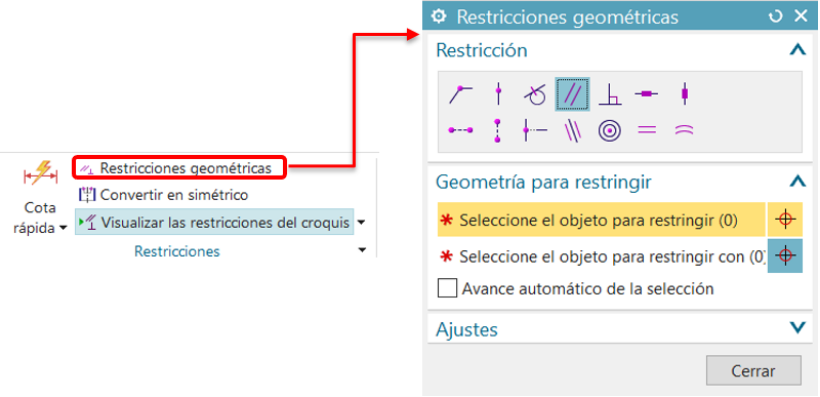 Restricciones geométricas
Restricción
Restricciones geométricas
Convertir en simétrico
Cota
rápida
Visualizar las restricciones del croquis
Restricciones
Geometría para restringir
* Seleccione el objeto para restringir (0)
* Seleccione el objeto para restringir con (0)
Avance automático de la selección
Ajustes
Cerrar